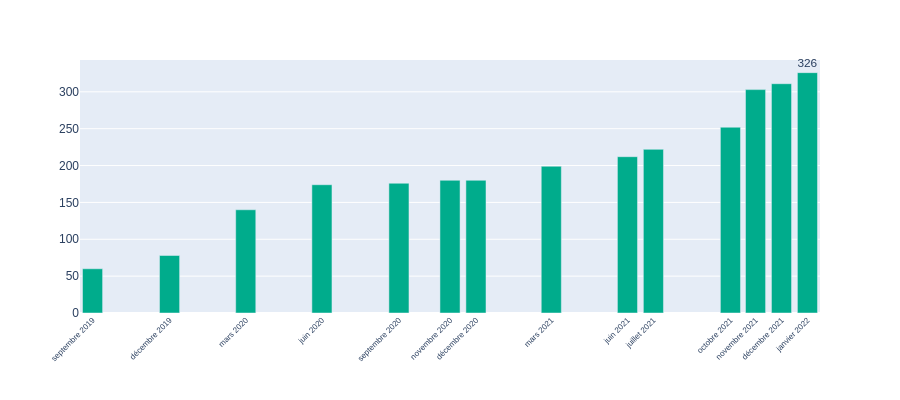 326
300
250
200
150
100
50
0
septembre 2019
décembre 2019
mars 2020
juin 2020
septembre 2020
novembre 2020
décembre 2020
mars 2021
juin 2021
juillet 2021
octobre 2021
novembre 2021
décembre 2021
janvier 2022